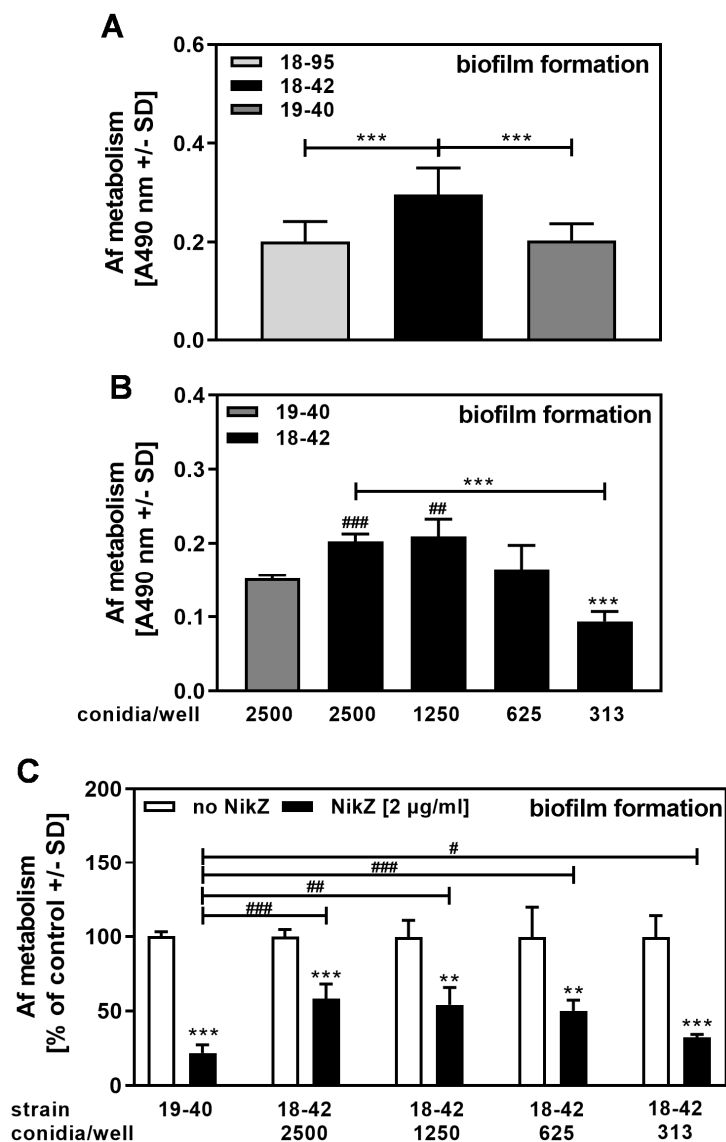 A
0.6
18-95
biofilm formation
18-42
19-40
0.4
***
***
0.2
0.0
Af metabolism
[A490 nm +/- SD]
B
0.4
19-40
biofilm formation
18-42
0.3
***
##
###
0.2
***
0.1
0.0
Af metabolism
[A490 nm +/- SD]
conidia/well 2500 2500 1250 625 313
C
200
no NikZ NikZ [2 µg/ml] biofilm formation
150
#
###
##
###
100
*** ** ** ***
50
***
0
Af metabolism
[% of control +/- SD]
strain 19-40 18-42 18-42 18-42 18-42
conidia/well 2500 1250 625 313